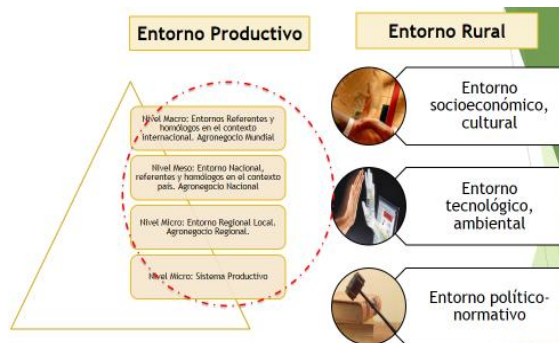 Entorno Productivo
Nivel Macro: Entornos Referentes y
homólogos en el contexto
internacional. Agronegocio Mundial
Nivel Meso: Entorno Nacional,
referentes y homólogos en el contexto
país. Agronegocio Nacional
Nivel Micro: Entorno Regional Local.
Agronegocio Regional.
Nivel Micro: Sistema Productivo
Entorno Rural
Entorno
socioeconómico,
cultural
Entorno
tecnológico,
ambiental
Entorno político-
normativo